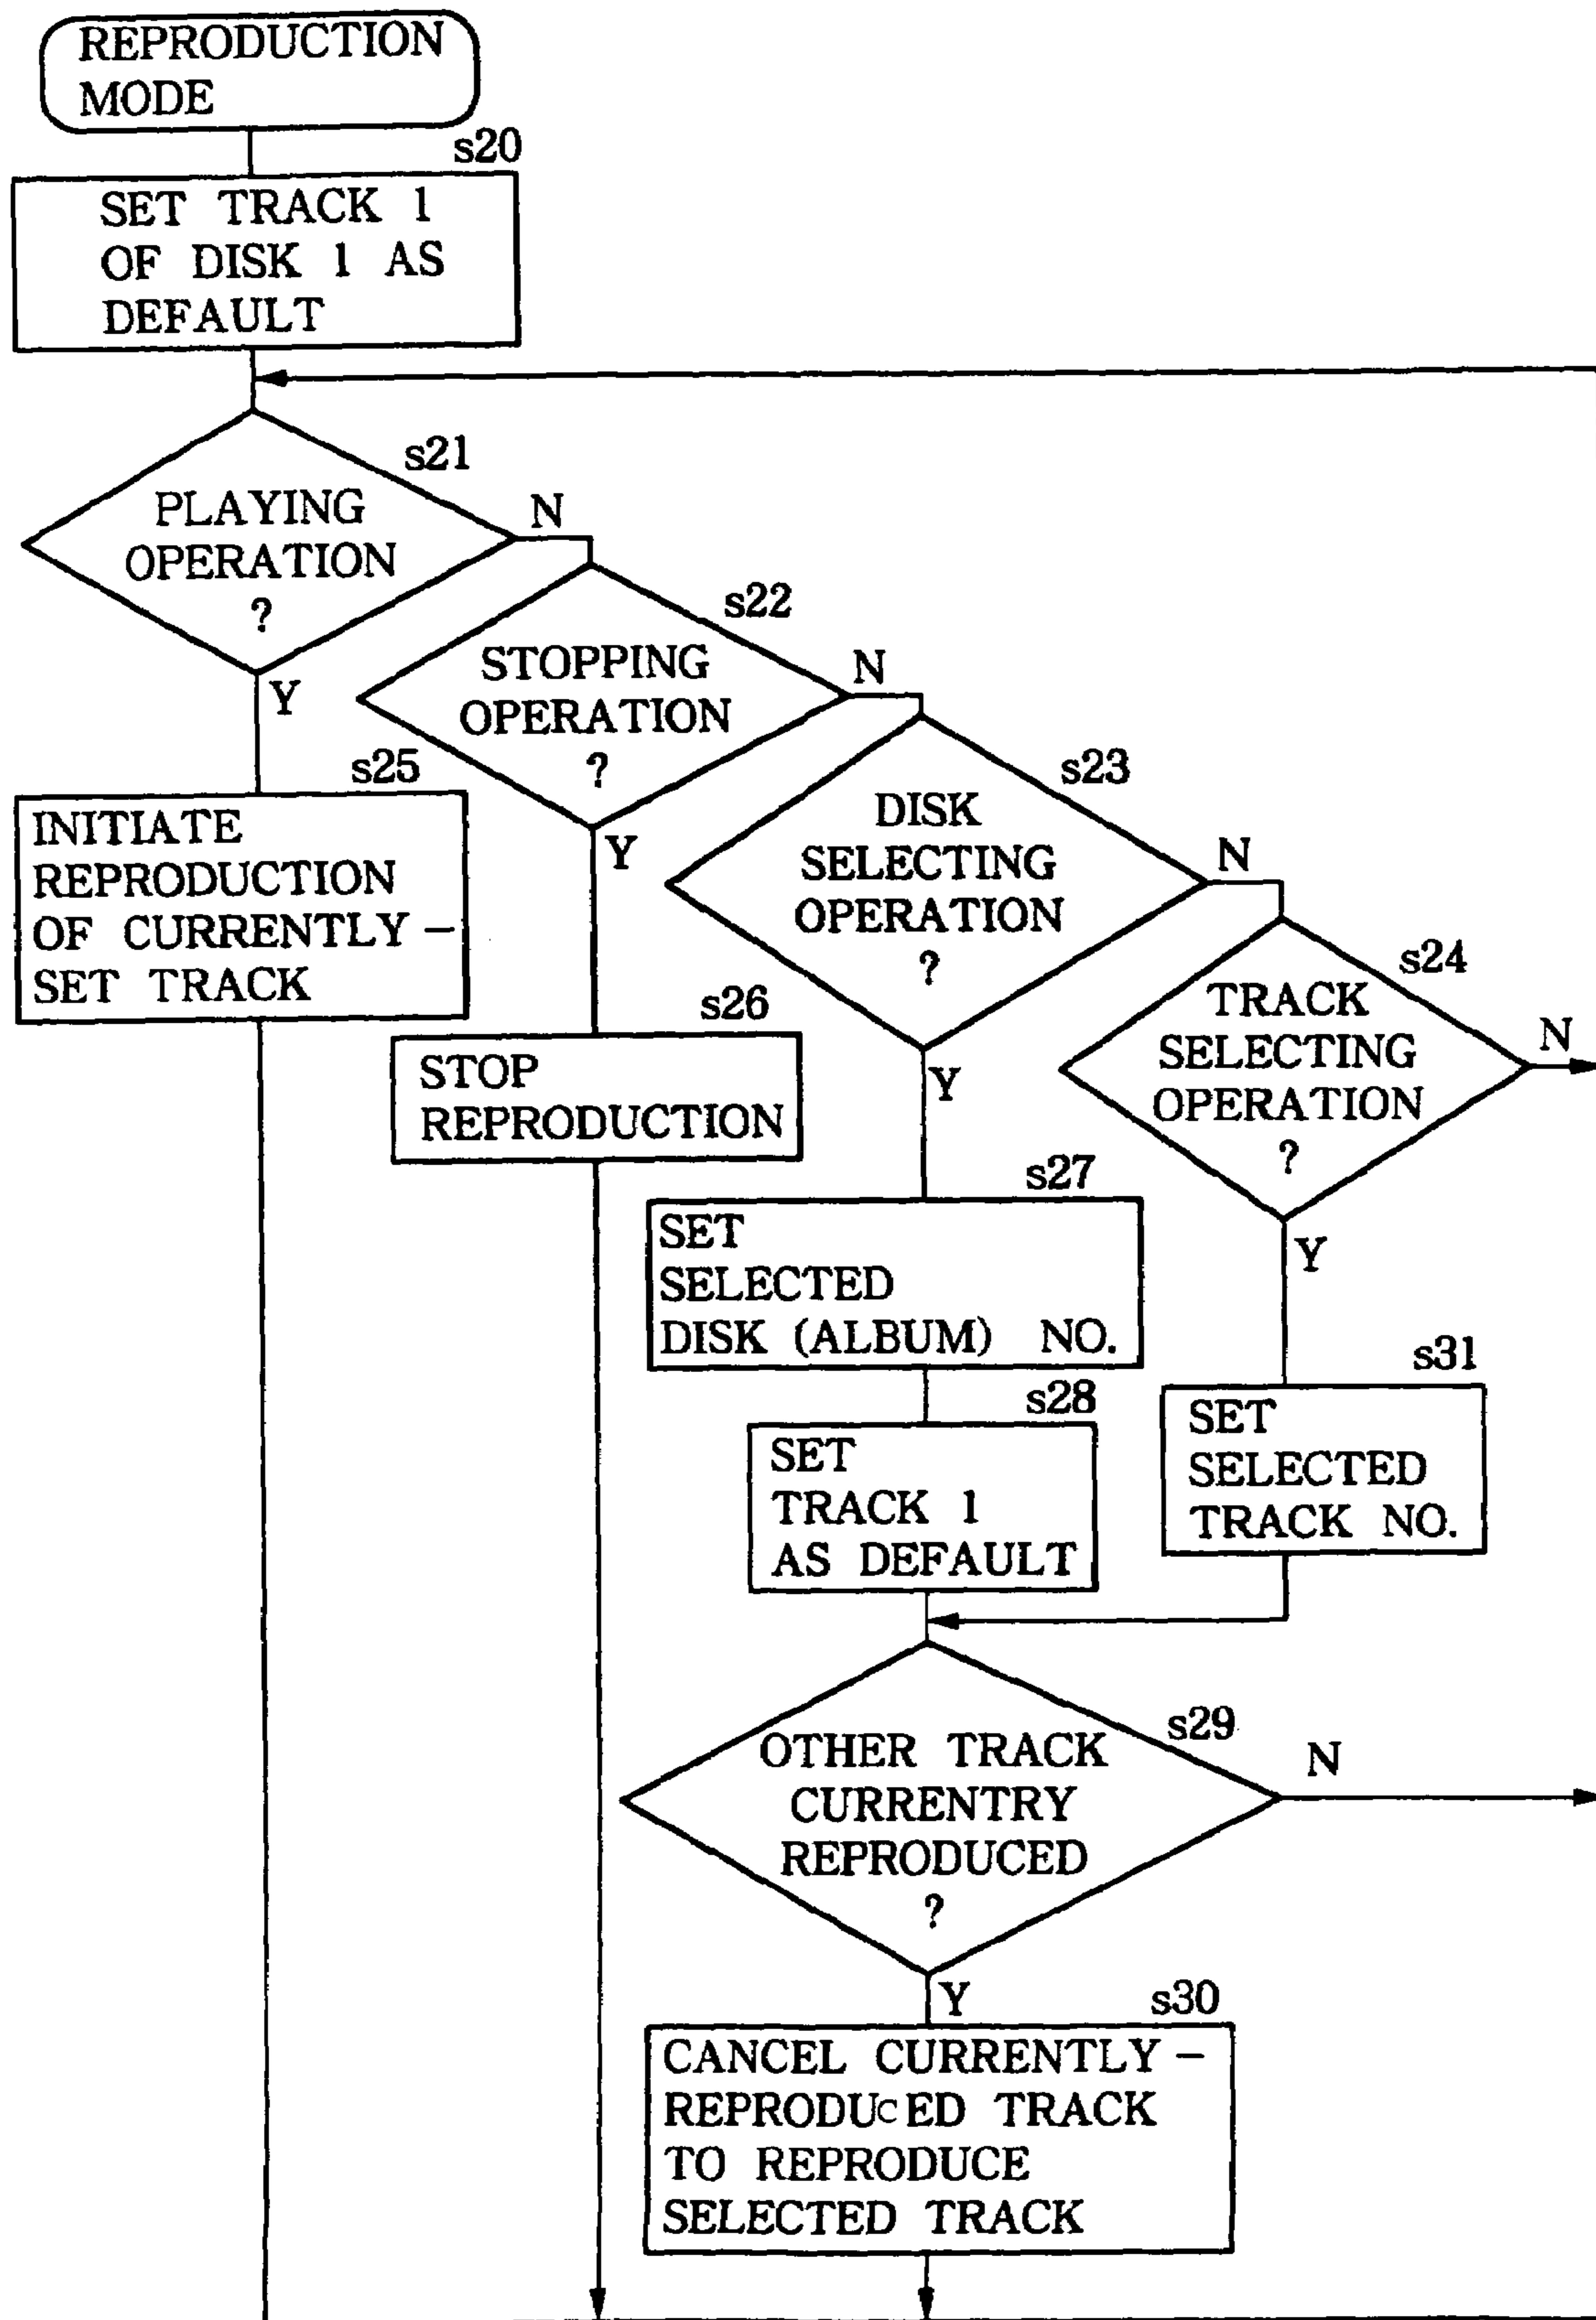 REPRODUCTION
MODE
s20
SET TRACK 1
OF DISK 1 AS
DEFAULT
s21
PLAYING
OPERATION
?
N
Y
s22
STOPPING
OPERATION
?
N
Y
s23
DISK
SELECTING
OPERATION
?
N
Y
s24
TRACK
SELECTING
OPERATION
?
N
Y
s25
INITIATE
REPRODUCTION
OF CURRENTLY-
SET TRACK
s26
STOP
REPRODUCTION
s27
SET
SELECTED
DISK (ALBUM) NO.
s28
SET
TRACK 1
AS DEFAULT
s31
SET
SELECTED
TRACK NO.
s29
OTHER TRACK
CURRENTRY
REPRODUCED
?
N
Y
s30
CANCEL CURRENTLY-
REPRODUCED TRACK
TO REPRODUCE
SELECTED TRACK